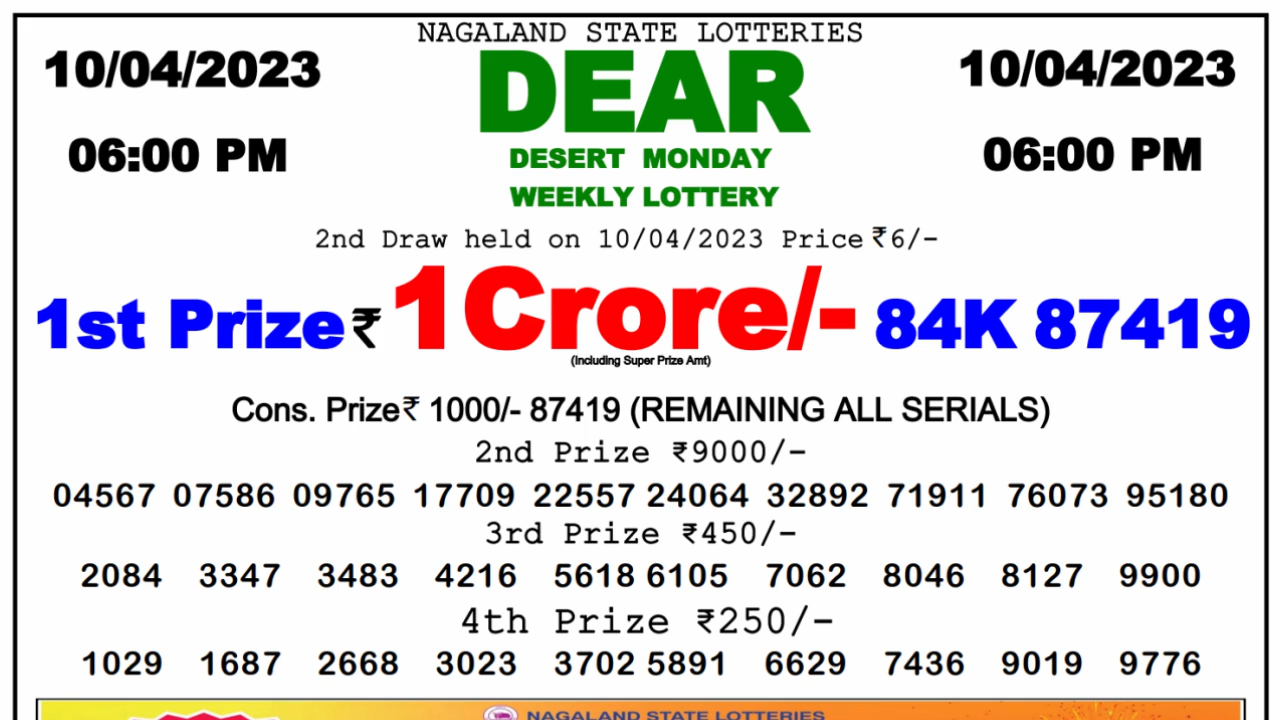 NAGALAND STATE LOTTERIES
10/04/2023 DEAR 10/04/2023
06:00 PM DESERT MONDAY 06:00 PM
WEEKLY LOTTERY
2nd Draw held on 10/04/2023 Price ₹6/-
1st Prize ₹ 1Crore/- 84K 87419
(Including Super Prize Amt)
Cons. Prize ₹ 1000/- 87419 (REMAINING ALL SERIALS)
2nd Prize ₹9000/-
04567 07586 09765 17709 22557 24064 32892 71911 76073 95180
3rd Prize ₹450/-
2084 3347 3483 4216 5618 6105 7062 8046 8127 9900
4th Prize ₹250/-
1029 1687 2668 3023 3702 5891 6629 7436 9019 9776
NAGALAND STATE LOTTERIES